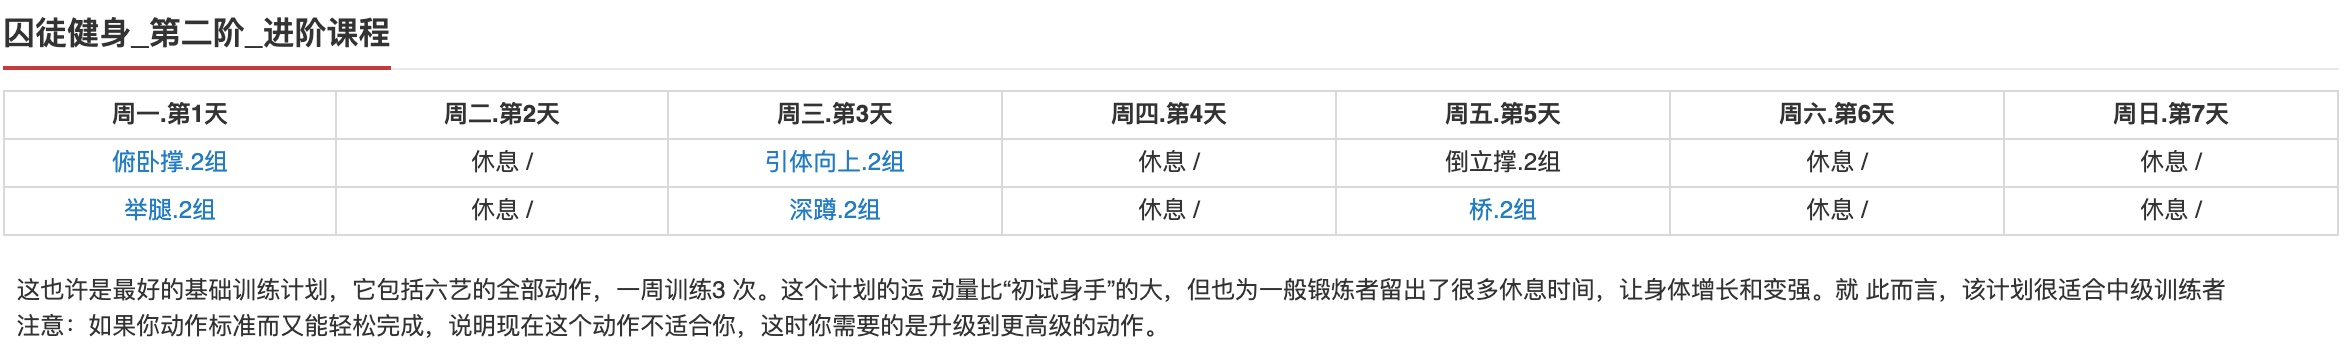 囚徒健身_第二阶_进阶课程
周一.第1天 周二.第2天 周三.第3天 周四.第4天 周五.第5天 周六.第6天 周日.第7天
俯卧撑.2组 休息 / 引体向上.2组 休息 / 倒立撑.2组 休息 / 休息 /
举腿.2组 休息 / 深蹲.2组 休息 / 桥.2组 休息 / 休息 /
这也许是最好的基础训练计划，它包括六艺的全部动作，一周训练3 次。这个计划的运 动量比“初试身手”的大，但也为一般锻炼者留出了很多休息时间，让身体增长和变强。就 此而言，该计划很适合中级训练者
注意：如果你动作标准而又能轻松完成，说明现在这个动作不适合你，这时你需要的是升级到更高级的动作。